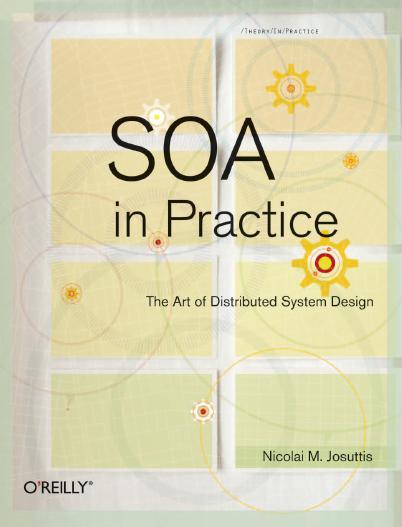 /THEORY/IN/PRACTICE
SOA
in Practice
The Art of Distributed System Design
Nicolai M. Josuttis
O'REILLY®